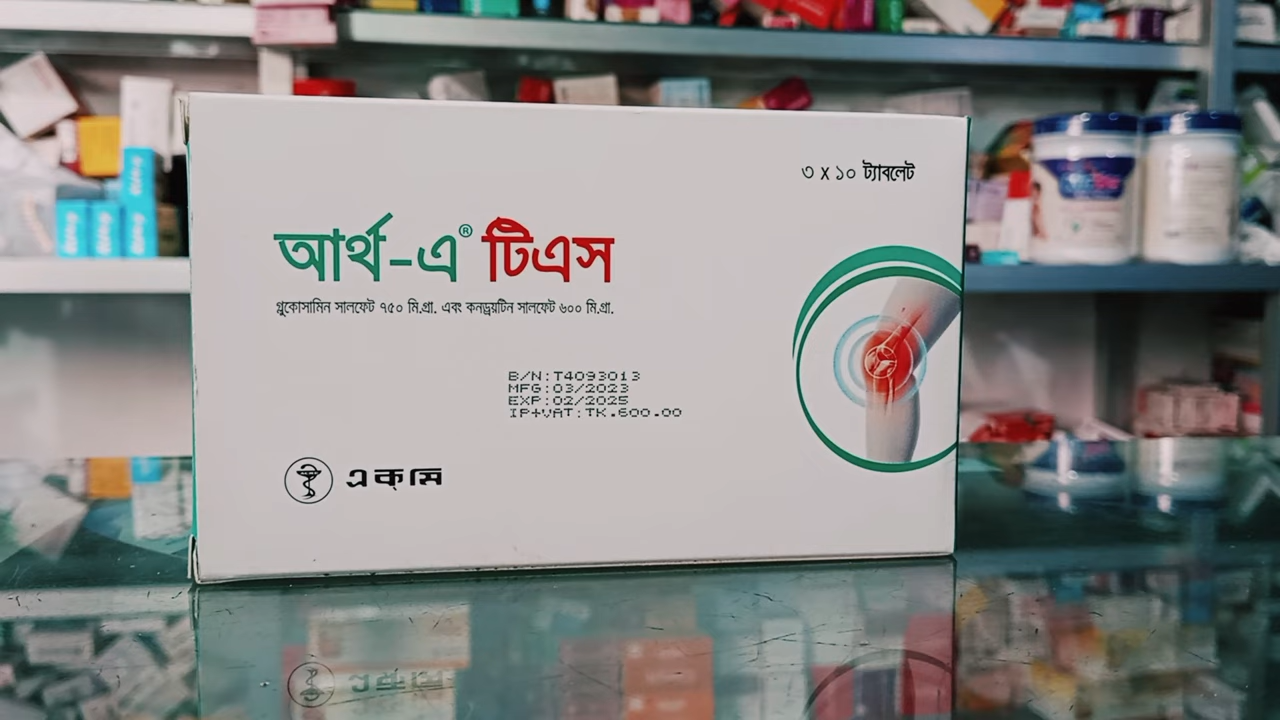 ৩ X ১০ ট্যাবলেট
আর্থ-এ® টিএস
গ্লুকোসামিন সালফেট ৭৫০ মি.গ্রা. এবং কনড্রয়টিন সালফেট ৬০০ মি.গ্রা.
B/N:T4093013
MFG:03/2023
EXP:02/2025
IP+VAT:TK.600.00
একমি